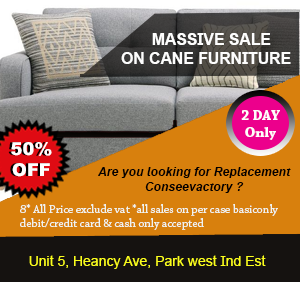 MASSIVE SALE
ON CANE FURNITURE
2 DAY
Only
50%
OFF
Are you looking for Replacement
Conseevactory ?
8* All Price exclude vat *all sales on per case basiconly
debit/credit card & cash only accepted
Unit 5, Heancy Ave, Park west Ind Est